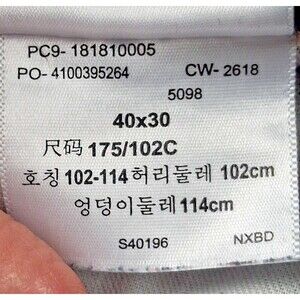 PC9- 181810005
PO- 4100395264 CW- 2618
5098
40x30
尺码 175/102C
호칭 102-114 허리둘레 102cm
엉덩이둘레 114cm
S40196 NXBD